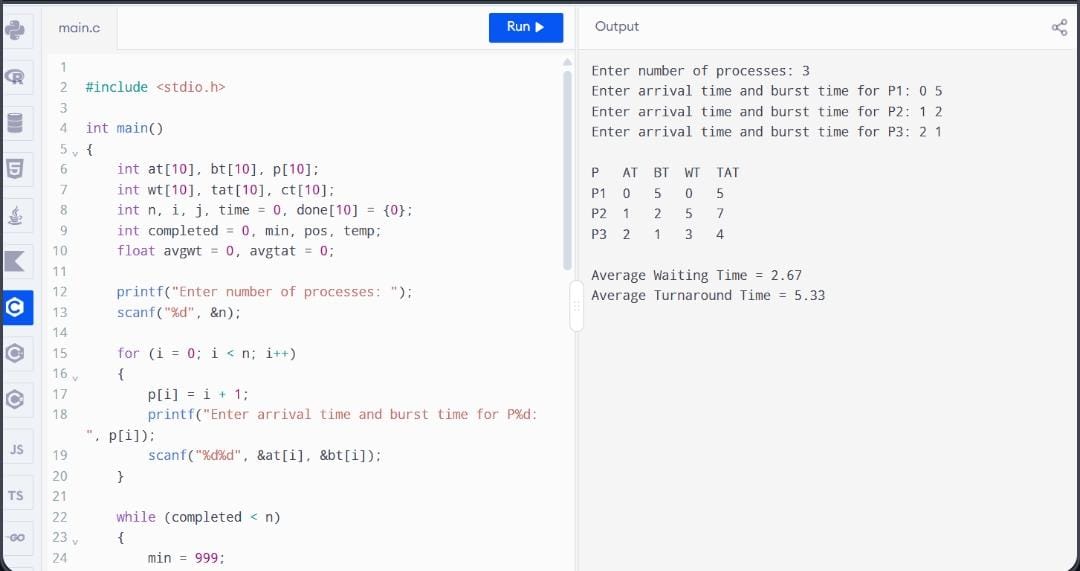 main.c
Run
1
2 #include <stdio.h>
3
4 int main()
5 {
6 int at[10], bt[10], p[10];
7 int wt[10], tat[10], ct[10];
8 int n, i, j, time = 0, done[10] = {0};
9 int completed = 0, min, pos, temp;
10 float avgwt = 0, avgtat = 0;
11
12 printf("Enter number of processes: ");
13 scanf("%d", &n);
14
15 for (i = 0; i < n; i++)
16 {
17 p[i] = i + 1;
18 printf("Enter arrival time and burst time for P%d:
", p[i]);
19 scanf("%d%d", &at[i], &bt[i]);
20 }
21
22 while (completed < n)
23 {
24 min = 999;
JS
TS
GO
Output
Enter number of processes: 3
Enter arrival time and burst time for P1: 0 5
Enter arrival time and burst time for P2: 1 2
Enter arrival time and burst time for P3: 2 1
P AT BT WT TAT
P1 0 5 0 5
P2 1 2 5 7
P3 2 1 3 4
Average Waiting Time = 2.67
Average Turnaround Time = 5.33